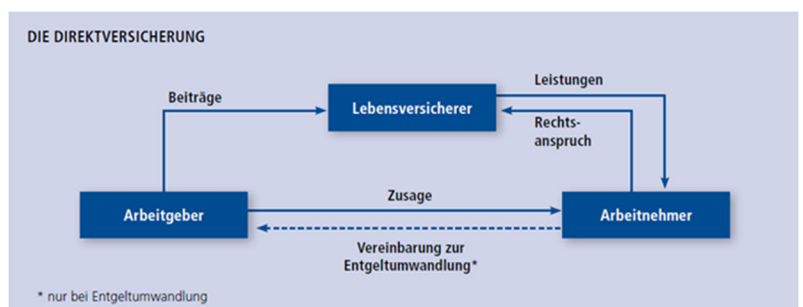 DIE DIREKTVERSICHERUNG
Leistungen
Beiträge
Lebensversicherer
Rechts-
anspruch
Zusage
Arbeitgeber
Arbeitnehmer
Vereinbarung zur
Entgeltumwandlung*
* nur bei Entgeltumwandlung